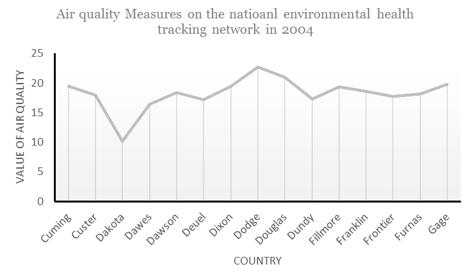 Air quality Measures on the natioanl environmental health
tracking network in 2004
VALUE OF AIR QUALITY
25
20
15
10
5
0
Cuming
Custer
Dakota
Dawes
Dawson
Deuel
Dixon
Dodge
Douglas
Dundy
Fillmore
Franklin
Frontier
Furnas
Gage
COUNTRY